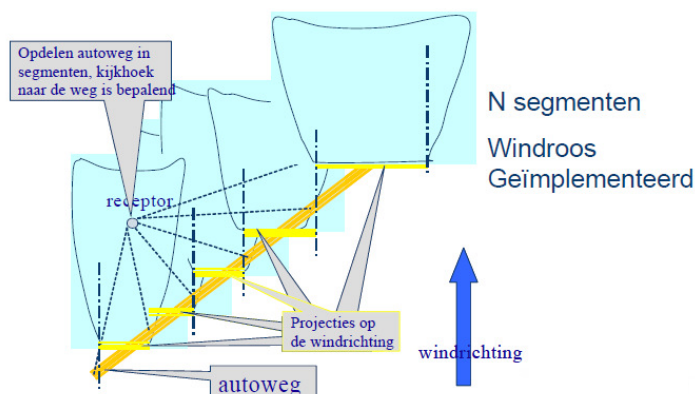 Opdelen autoweg in
segmenten, kijkhoek
naar de weg is bepalend
receptor
N segmenten
Windroos
Geïmplementeerd
Projecties op
de windrichting
windrichting
autoweg